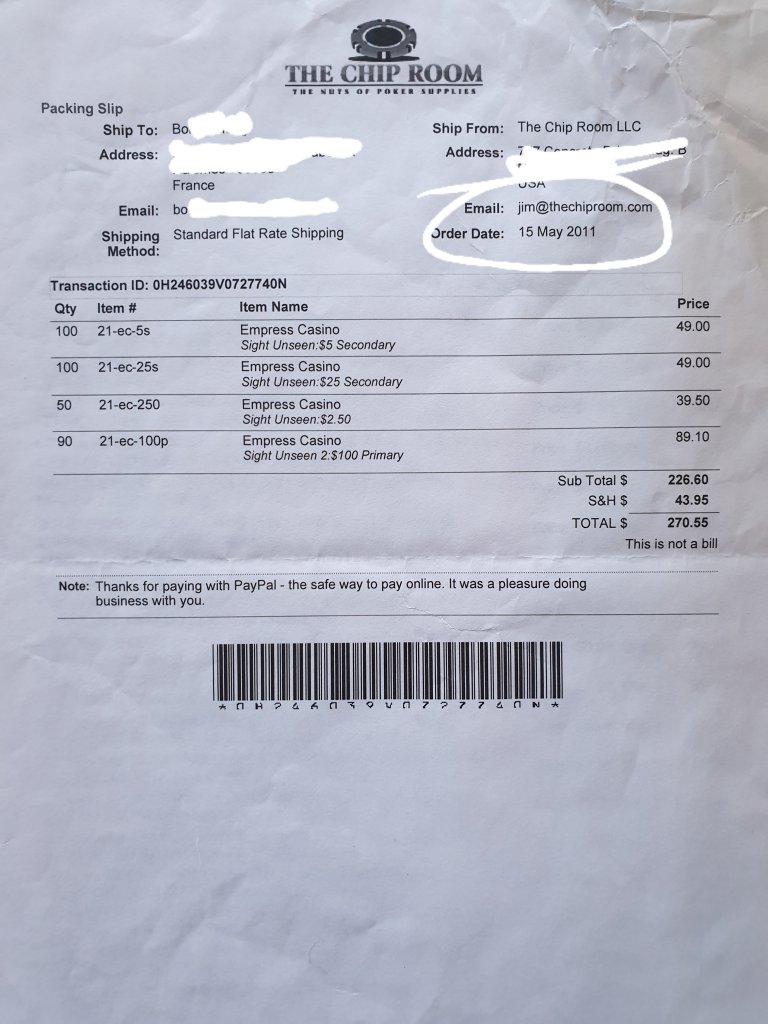 THE CHIP ROOM
THE NUTS OF POKER SUPPLIES
Packing Slip
Ship To: Bo
Address:
France
Email: bo
Shipping Method: Standard Flat Rate Shipping
Ship From: The Chip Room LLC
Address: B
USA
Email: jim@thechiproom.com
Order Date: 15 May 2011
Transaction ID: 0H246039V0727740N
Qty Item # Item Name Price
100 21-ec-5s Empress Casino 49.00
Sight Unseen:$5 Secondary
100 21-ec-25s Empress Casino 49.00
Sight Unseen:$25 Secondary
50 21-ec-250 Empress Casino 39.50
Sight Unseen:$2.50
90 21-ec-100p Empress Casino 89.10
Sight Unseen 2:$100 Primary
Sub Total $ 226.60
S&H $ 43.95
TOTAL $ 270.55
This is not a bill
Note: Thanks for paying with PayPal - the safe way to pay online. It was a pleasure doing
business with you.
*0H246039V0727740N*